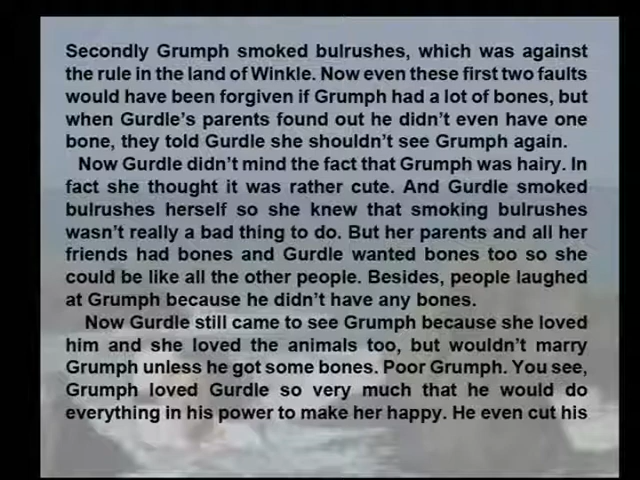 Secondly Grumph smoked bulrushes, which was against
the rule in the land of Winkle. Now even these first two faults
would have been forgiven if Grumph had a lot of bones, but
when Gurdle’s parents found out he didn’t even have one
bone, they told Gurdle she shouldn’t see Grumph again.
Now Gurdle didn’t mind the fact that Grumph was hairy. In
fact she thought it was rather cute. And Gurdle smoked
bulrushes herself so she knew that smoking bulrushes
wasn’t really a bad thing to do. But her parents and all her
friends had bones and Gurdle wanted bones too so she
could be like all the other people. Besides, people laughed
at Grumph because he didn’t have any bones.
Now Gurdle still came to see Grumph because she loved
him and she loved the animals too, but wouldn’t marry
Grumph unless he got some bones. Poor Grumph. You see,
Grumph loved Gurdle so very much that he would do
everything in his power to make her happy. He even cut his